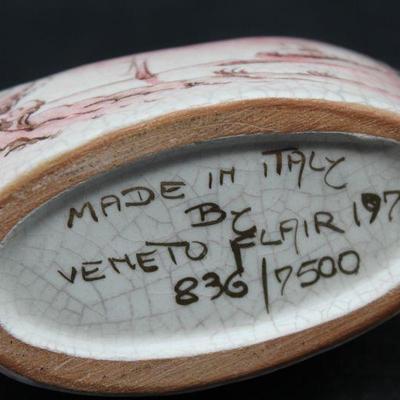 MADE IN ITALY
By
VENETO FLAIR 197
836/7500